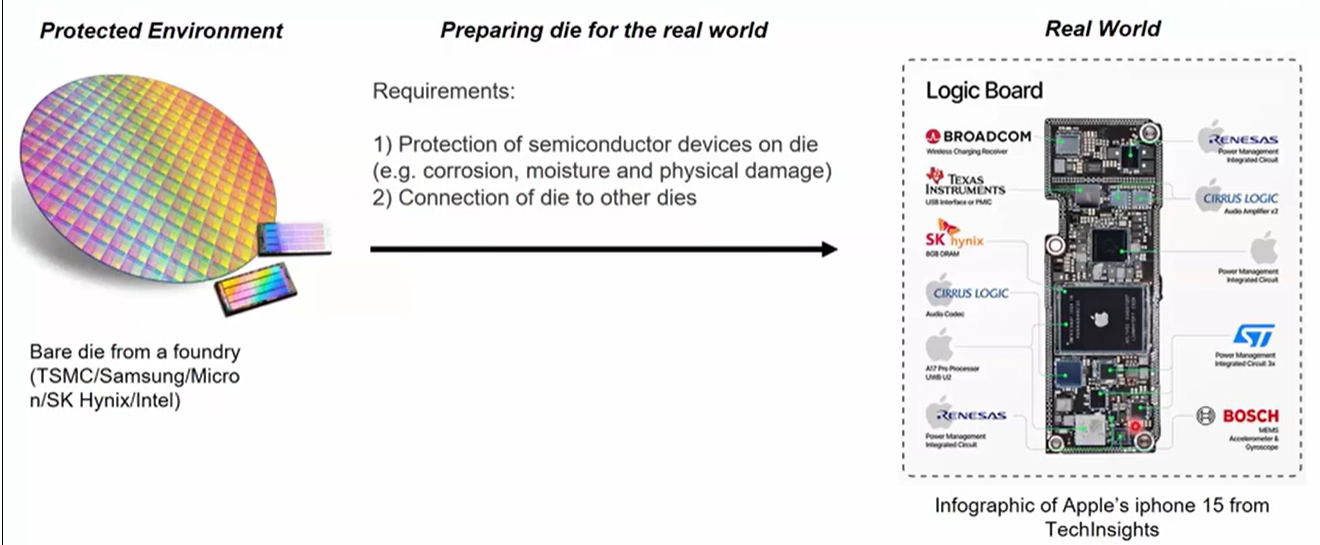 Protected Environment
Preparing die for the real world
Real World
Requirements:
1) Protection of semiconductor devices on die
(e.g. corrosion, moisture and physical damage)
2) Connection of die to other dies
Bare die from a foundry
(TSMC/Samsung/Micro
n/SK Hynix/Intel)
Logic Board
BROADCOM
Wireless Charging Receiver
TEXAS
INSTRUMENTS
USB Interface or PMIC
SK hynix
8GB DRAM
CIRRUS LOGIC
Audio Codec
A17 Pro Processor
UWB U2
RENESAS
Power Management
Integrated Circuit
RENESAS
Power Management
Integrated Circuit
CIRRUS LOGIC
Audio Amplifier x2
Power Management
Integrated Circuit
ST
Power Management
Integrated Circuit 3x
BOSCH
MEMS
Accelerometer &
Gyroscope
Infographic of Apple's iphone 15 from
TechInsights